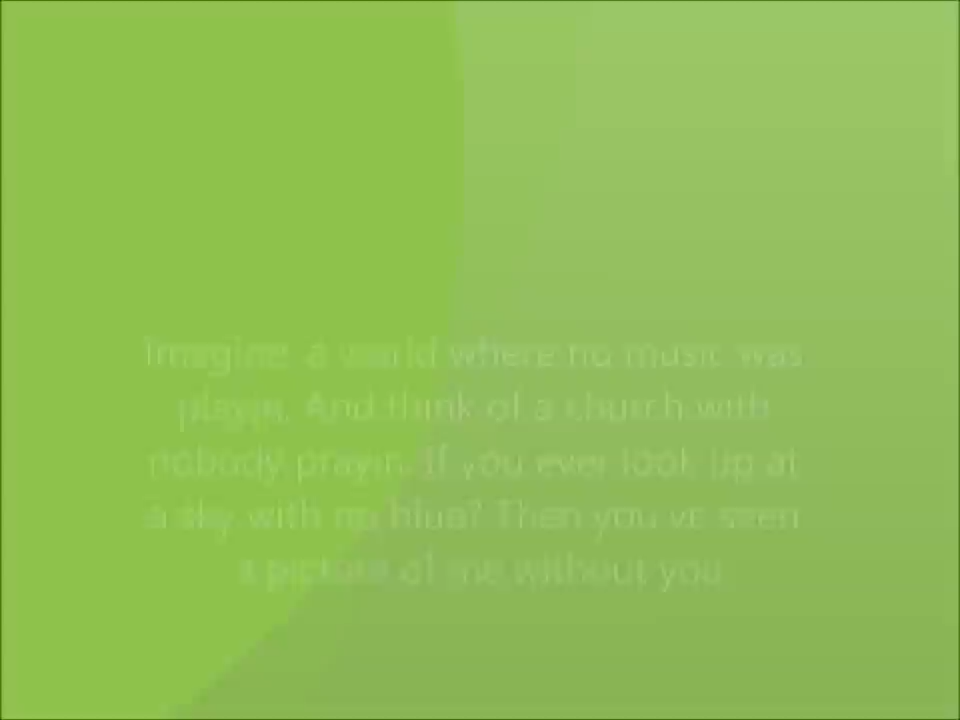 Imagine a world where no music was
playin. And think of a church with
nobody prayin. If you ever look up at
a sky with no blue? Then you've seen
a picture of me without you